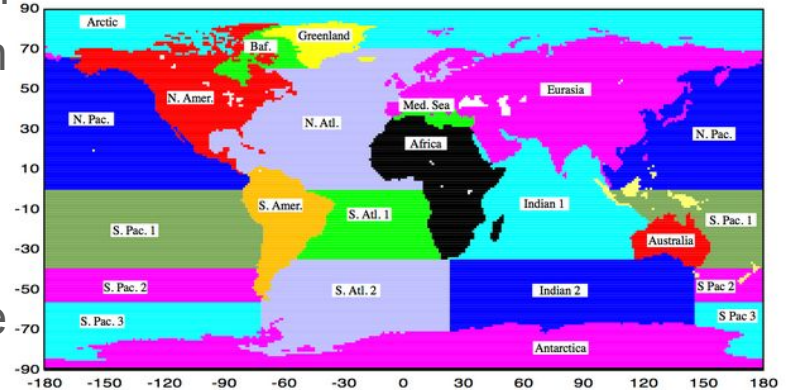 90
Arctic
Greenland
Baf.
70
50
Eurasia
N. Amer.
Med. Sea
N. Pac.
N. Atl.
N. Pac.
30
Africa
10
-10
S. Amer.
Indian 1
S. Atl. 1
S. Pac. 1
S. Pac. 1
Australia
-30
S. Pac. 2
S. Atl. 2
Indian 2
S Pac 2
-50
S. Pac. 3
S Pac 3
-70
Antarctica
-90
-180 -150 -120 -90 -60 -30 0 30 60 90 120 150 180